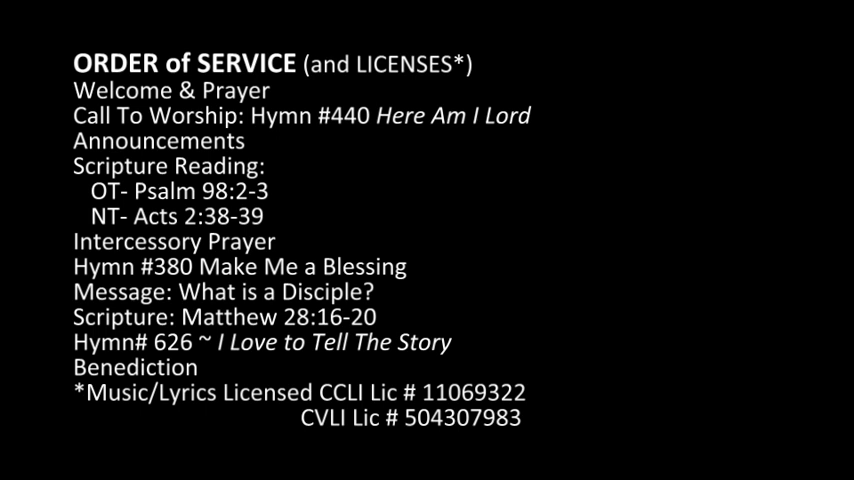 ORDER of SERVICE (and LICENSES*)
Welcome & Prayer
Call To Worship: Hymn #440 Here Am I Lord
Announcements
Scripture Reading:
OT- Psalm 98:2-3
NT- Acts 2:38-39
Intercessory Prayer
Hymn #380 Make Me a Blessing
Message: What is a Disciple?
Scripture: Matthew 28:16-20
Hymn# 626 ~ I Love to Tell The Story
Benediction
*Music/Lyrics Licensed CCLI Lic # 11069322
CVLI Lic # 504307983